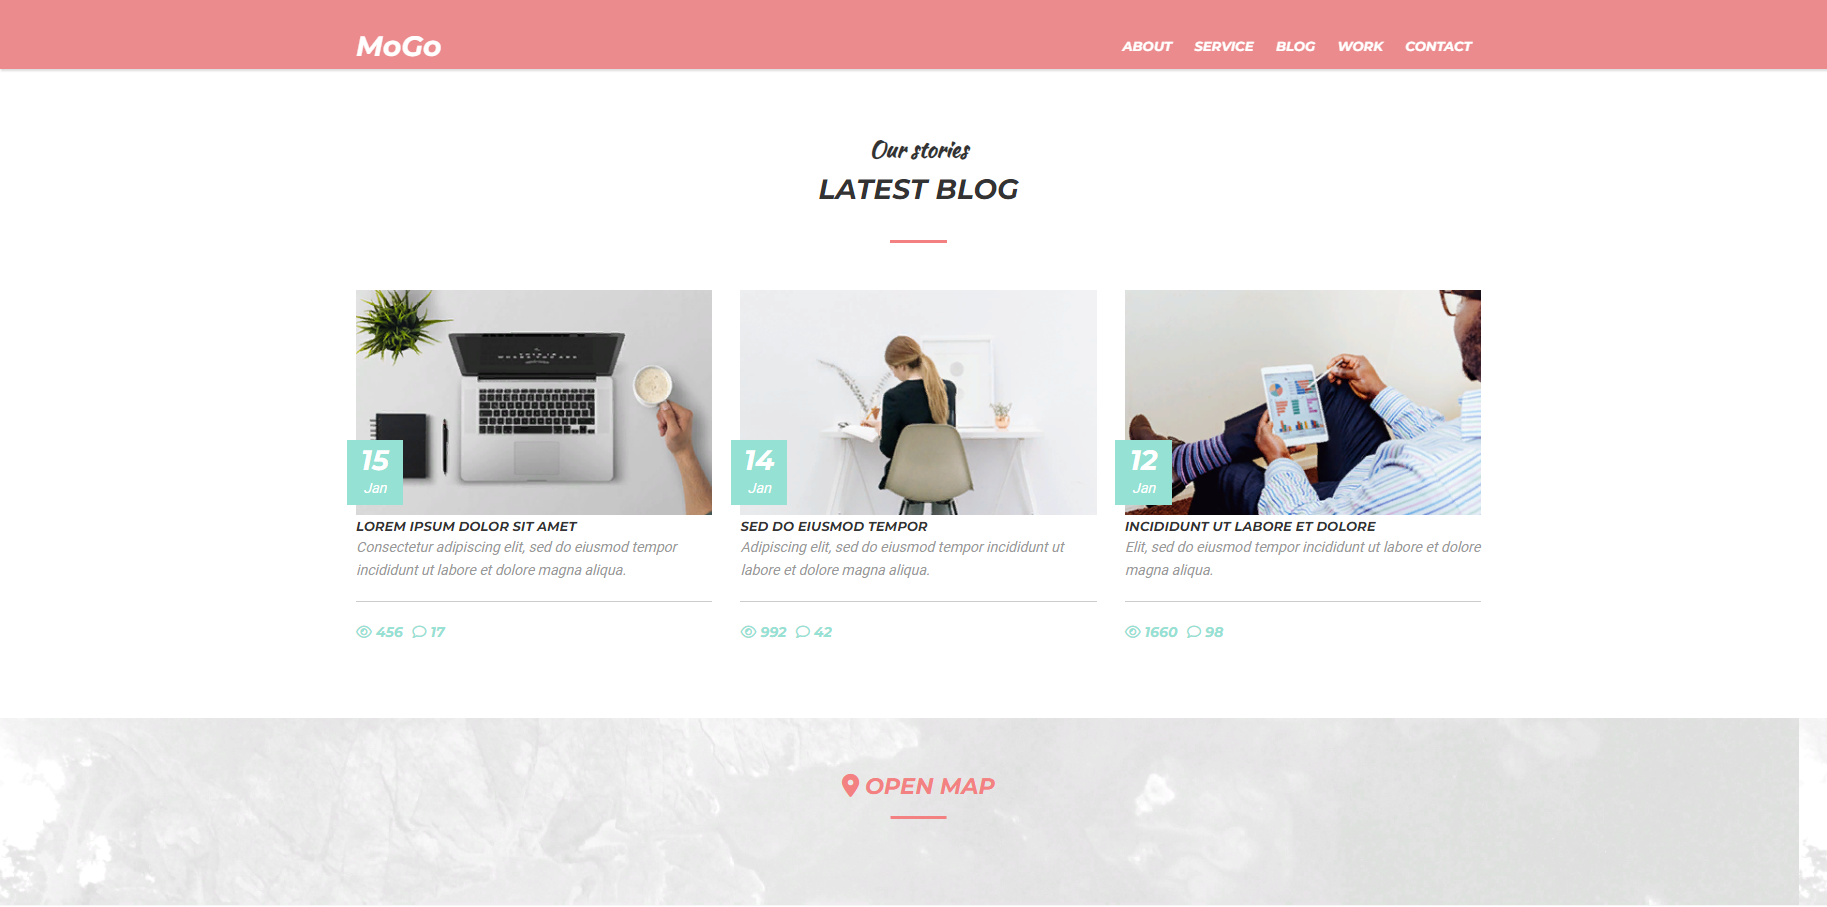 MoGo
ABOUT SERVICE BLOG WORK CONTACT
Our stories
LATEST BLOG
15
Jan
LOREM IPSUM DOLOR SIT AMET
Consectetur adipiscing elit, sed do eiusmod tempor
incididunt ut labore et dolore magna aliqua.
456 17
14
Jan
SED DO EIUSMOD TEMPOR
Adipiscing elit, sed do eiusmod tempor incididunt ut
labore et dolore magna aliqua.
992 42
12
Jan
INCIDIDUNT UT LABORE ET DOLORE
Elit, sed do eiusmod tempor incididunt ut labore et dolore
magna aliqua.
1660 98
OPEN MAP